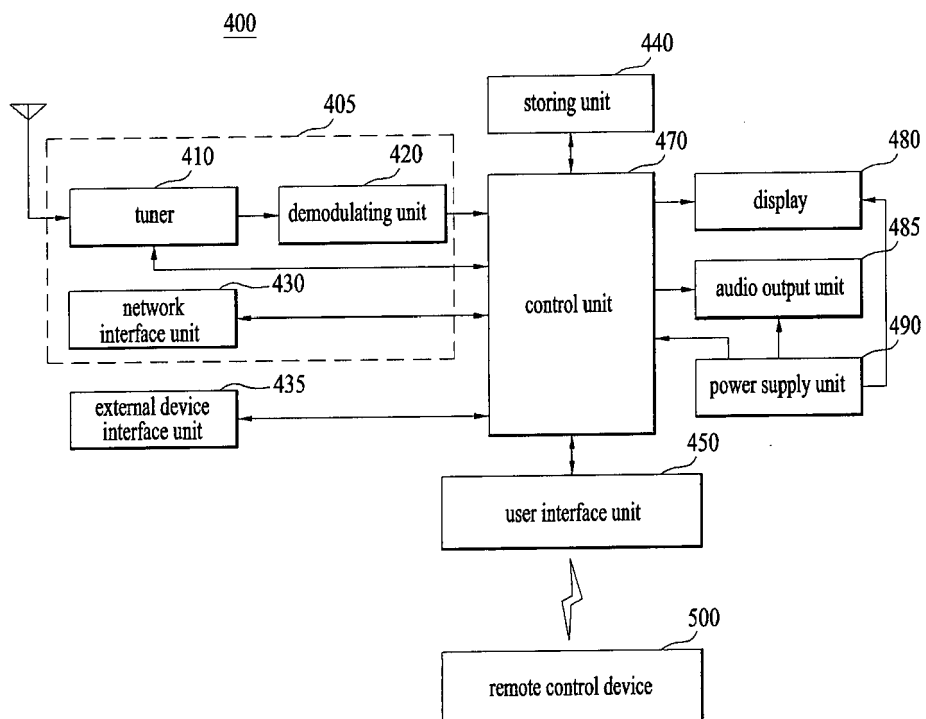 400
440
storing unit
405
410
420
470
480
tuner
demodulating unit
display
485
430
audio output unit
network
interface unit
control unit
490
435
power supply unit
external device
interface unit
450
user interface unit
500
remote control device